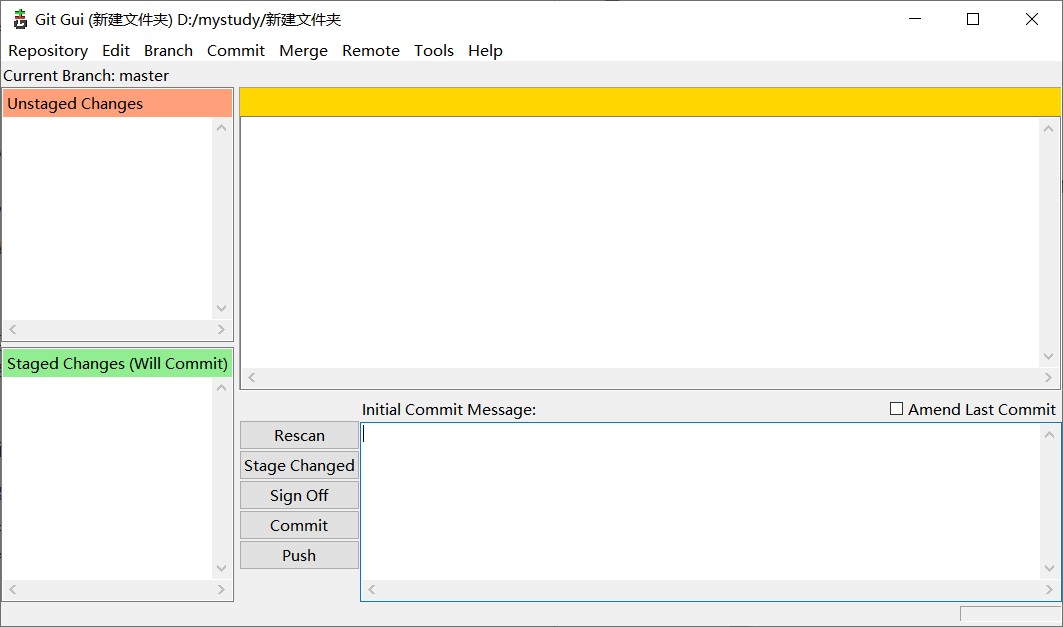 Git Gui (新建文件夹) D:/mystudy/新建文件夹
Repository Edit Branch Commit Merge Remote Tools Help
Current Branch: master
Unstaged Changes
Staged Changes (Will Commit)
Initial Commit Message:
Amend Last Commit
Rescan
Stage Changed
Sign Off
Commit
Push